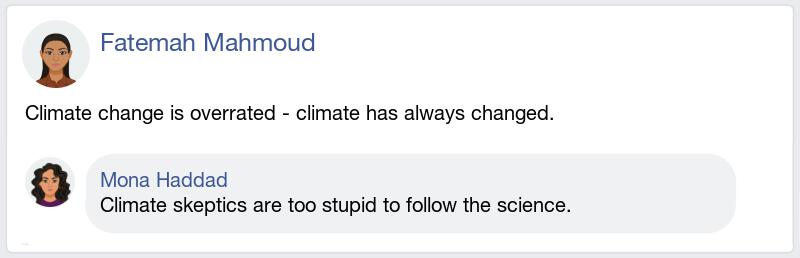 Fatemah Mahmoud
Climate change is overrated - climate has always changed.
Mona Haddad
Climate skeptics are too stupid to follow the science.